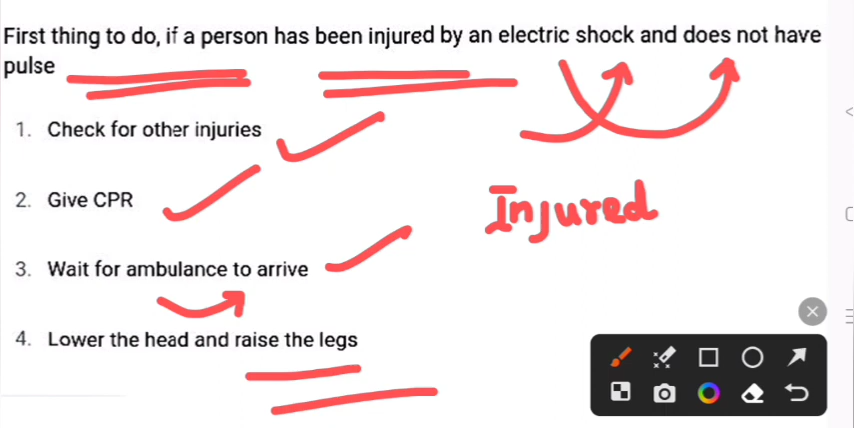 First thing to do, if a person has been injured by an electric shock and does not have
pulse
1. Check for other injuries
2. Give CPR
Injured
3. Wait for ambulance to arrive
4. Lower the head and raise the legs